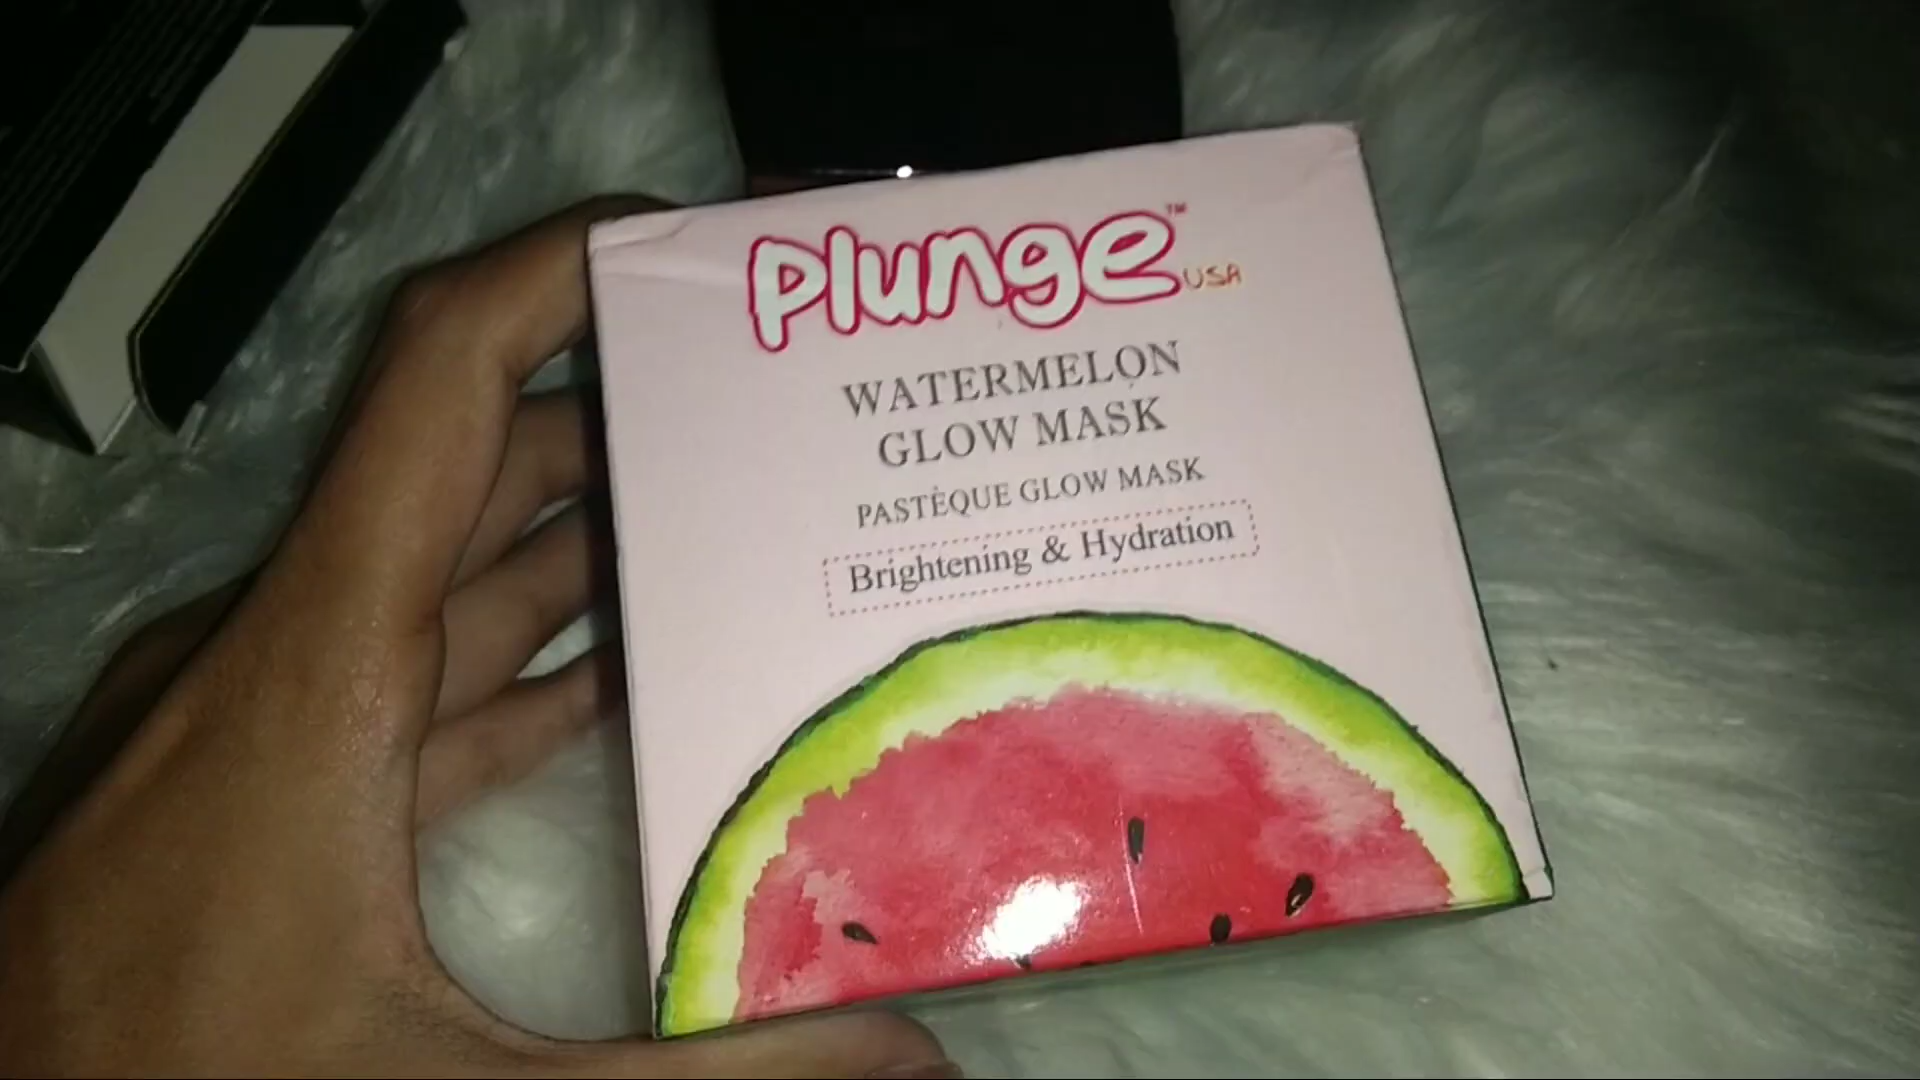 Plunge™ USA
WATERMELON
GLOW MASK
PASTÈQUE GLOW MASK
Brightening & Hydration